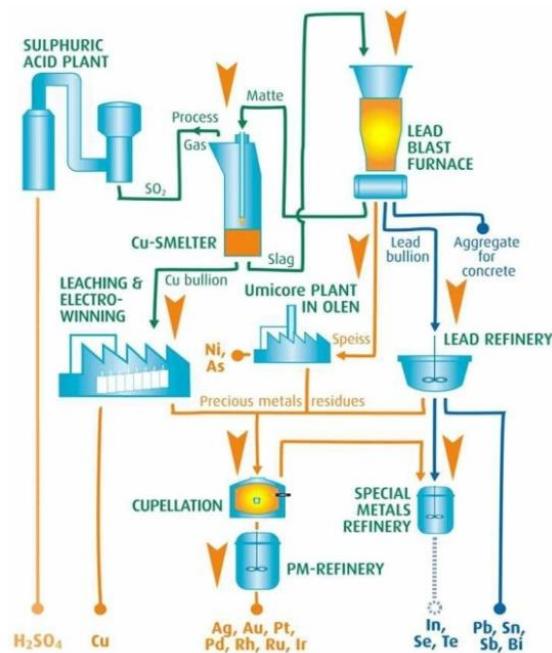 SULPHURIC
ACID PLANT
Process
Gas
SO₂
Matte
LEAD
BLAST
FURNACE
Cu-SMELTER
Slag
Lead
bullion
Aggregate
for
concrete
LEACHING &
ELECTRO-
WINNING
Cu bullion
Umicore PLANT
IN OLEN
Ni,
As
Speiss
LEAD REFINERY
Precious metals residues
CUPELLATION
SPECIAL
METALS
REFINERY
PM-REFINERY
H₂SO₄
Cu
Ag, Au, Pt,
Pd, Rh, Ru, Ir
In,
Se, Te
Pb, Sn,
Sb, Bi